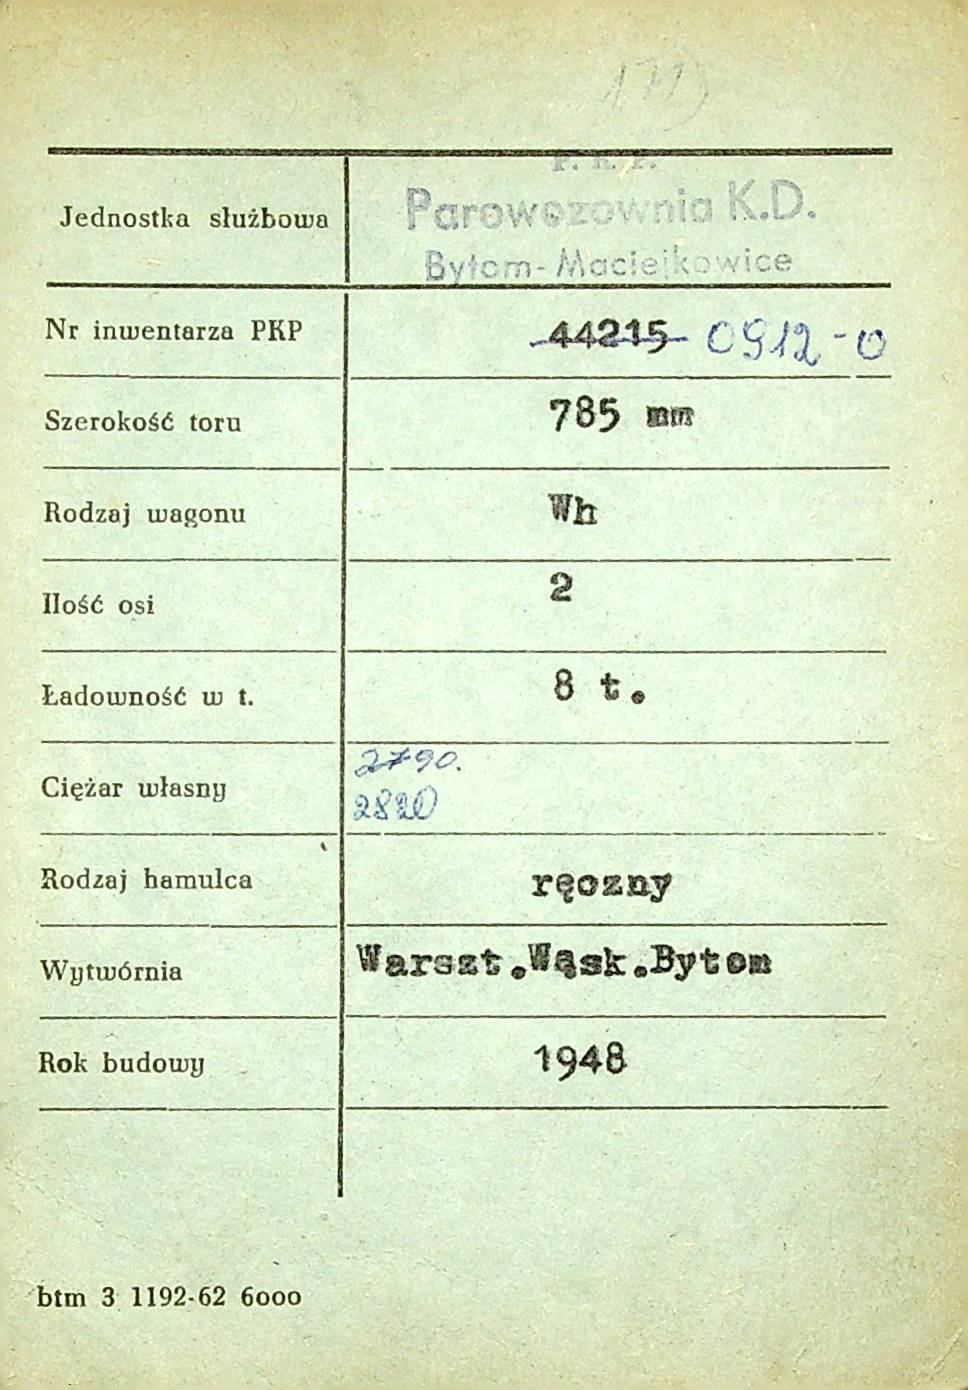 1719
P. K. P.
Jednostka służbowa Parowozownia K.D.
Bytom-Maciejkowice
Nr inwentarza PKP 44215 0912-0
Szerokość toru 785 mm
Rodzaj wagonu Wh
Ilość osi 2
Ładowność w t. 8 t.
2790.
Ciężar własny 2820
Rodzaj hamulca ręczny
Wytwórnia Warszt.Wąsk.Bytom
Rok budowy 1948
btm 3 1192-62 6000